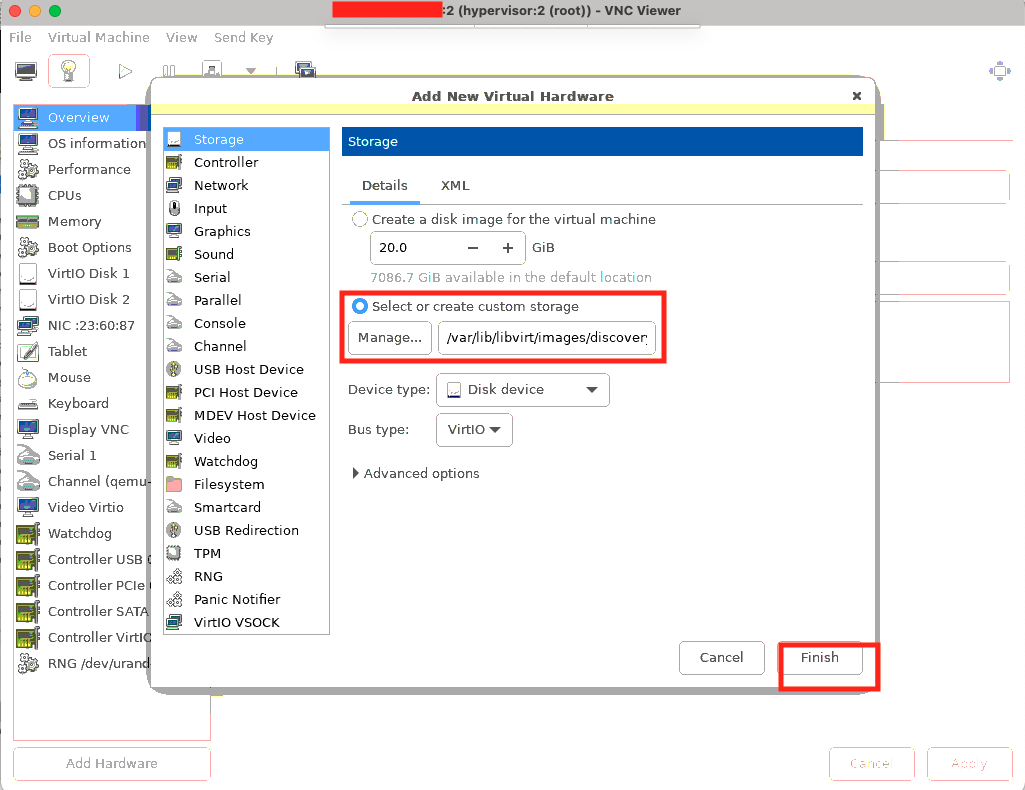 :2 (hypervisor:2 (root)) - VNC Viewer
File Virtual Machine View Send Key
Add New Virtual Hardware
Overview
OS information
Performance
CPUs
Memory
Boot Options
VirtIO Disk 1
VirtIO Disk 2
NIC :23:60:87
Tablet
Mouse
Keyboard
Display VNC
Serial 1
Channel (qemu-
Video Virtio
Watchdog
Controller USB
Controller PCIe
Controller SATA
Controller VirtIO
RNG /dev/urand
Add Hardware
Storage
Controller
Network
Input
Graphics
Sound
Serial
Parallel
Console
Channel
USB Host Device
PCI Host Device
MDEV Host Device
Video
Watchdog
Filesystem
Smartcard
USB Redirection
TPM
RNG
Panic Notifier
VirtIO VSOCK
Storage
Details XML
Create a disk image for the virtual machine
20.0 − + GiB
7086.7 GiB available in the default location
Select or create custom storage
Manage... /var/lib/libvirt/images/discovery
Device type: Disk device
Bus type: VirtIO
Advanced options
Cancel Finish
Cancel Apply